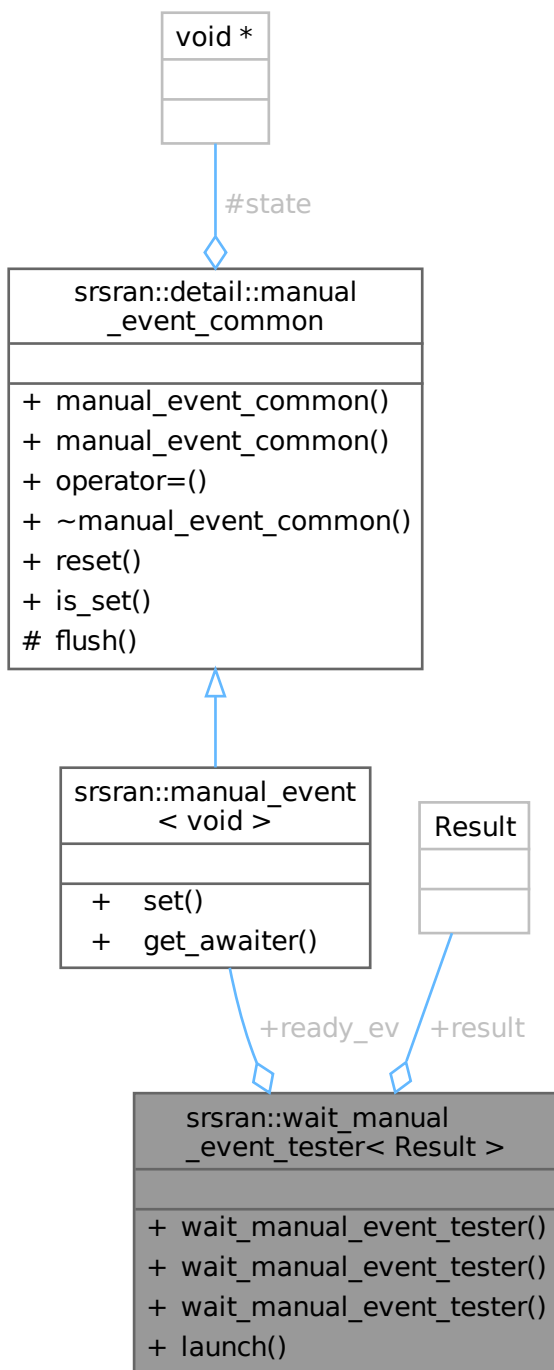 void *
#state
srsran::detail::manual
_event_common
+ manual_event_common()
+ manual_event_common()
+ operator=()
+ ~manual_event_common()
+ reset()
+ is_set()
# flush()
srsran::manual_event
< void >
+ set()
+ get_awaiter()
Result
+ready_ev
+result
srsran::wait_manual
_event_tester< Result >
+ wait_manual_event_tester()
+ wait_manual_event_tester()
+ wait_manual_event_tester()
+ launch()